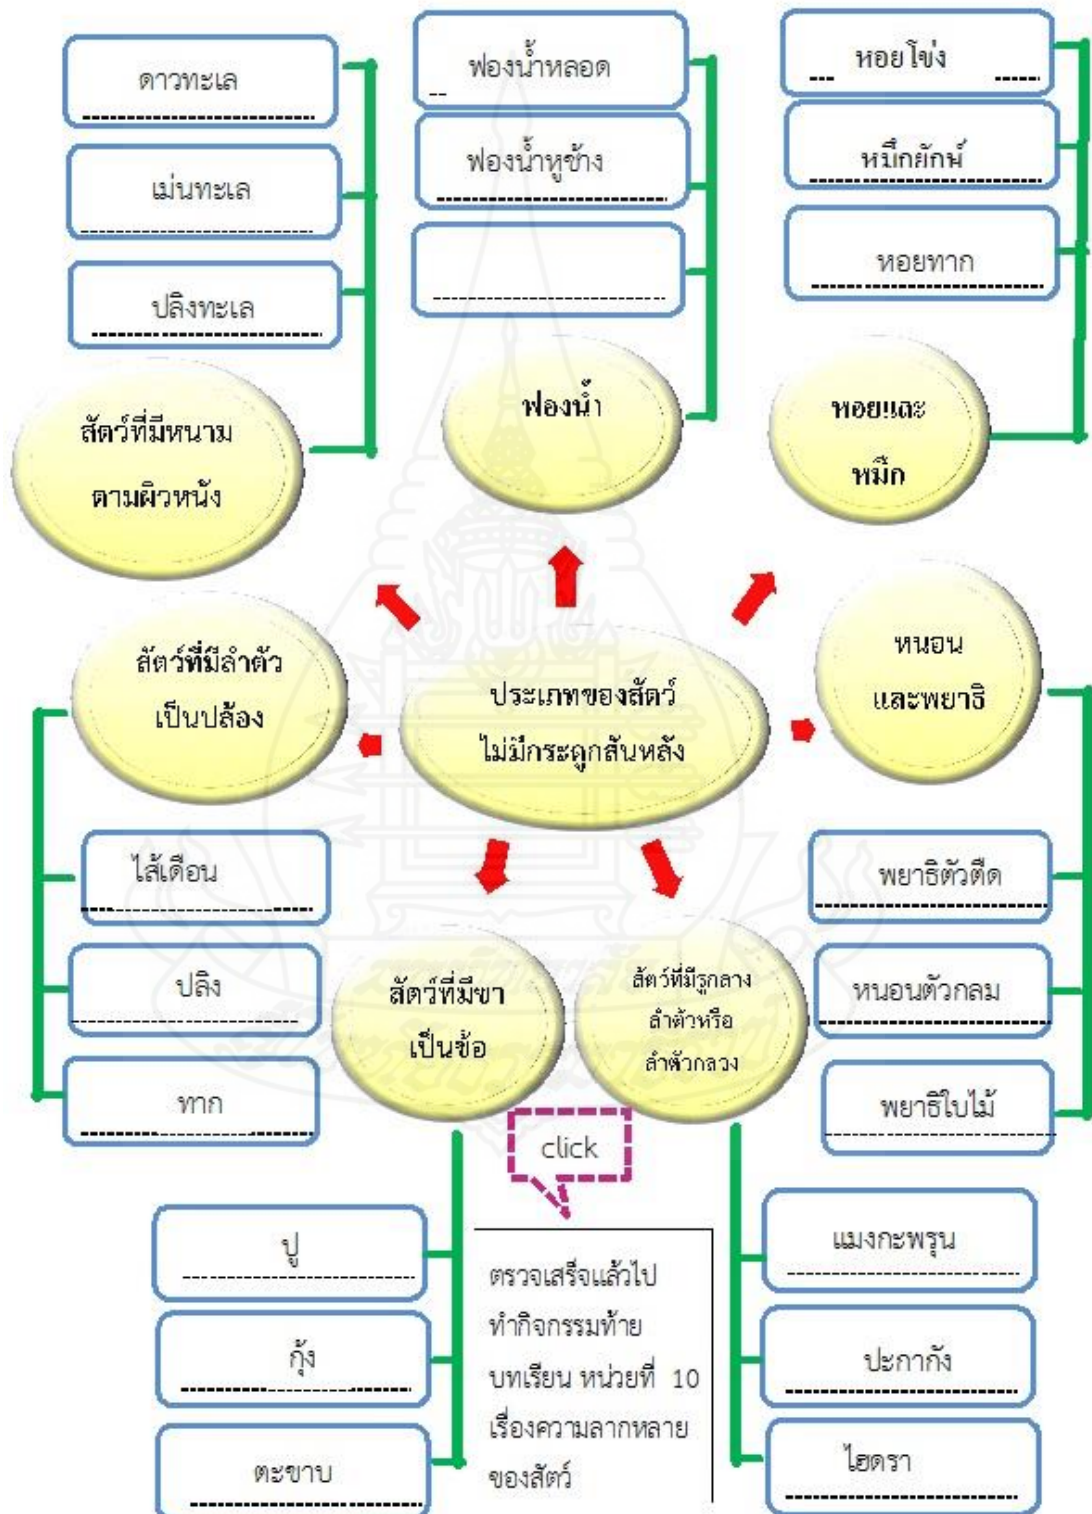 ดาวทะเล
เม่นทะเล
ปลิงทะเล
สัตว์ที่มีหนาม
ตามผิวหนัง
ฟองน้ำหลอด
ฟองน้ำหูช้าง
ฟองน้ำ
หอยโข่ง
หมึกยักษ์
หอยทาก
หอยและ
หมึก
สัตว์ที่มีลำตัว
เป็นปล้อง
ประเภทของสัตว์
ไม่มีกระดูกสันหลัง
หนอน
และพยาธิ
ไส้เดือน
ปลิง
ทาก
สัตว์ที่มีขา
เป็นข้อ
สัตว์ที่มีรูกลาง
ลำตัวหรือ
ลำตัวกลวง
พยาธิตัวตืด
หนอนตัวกลม
พยาธิใบไม้
click
ปู
กุ้ง
ตะขาบ
ตรวจเสร็จแล้วไป
ทำกิจกรรมท้าย
บทเรียน หน่วยที่ 10
เรื่องความลากหลาย
ของสัตว์
แมงกะพรุน
ปะกากัง
ไฮดรา